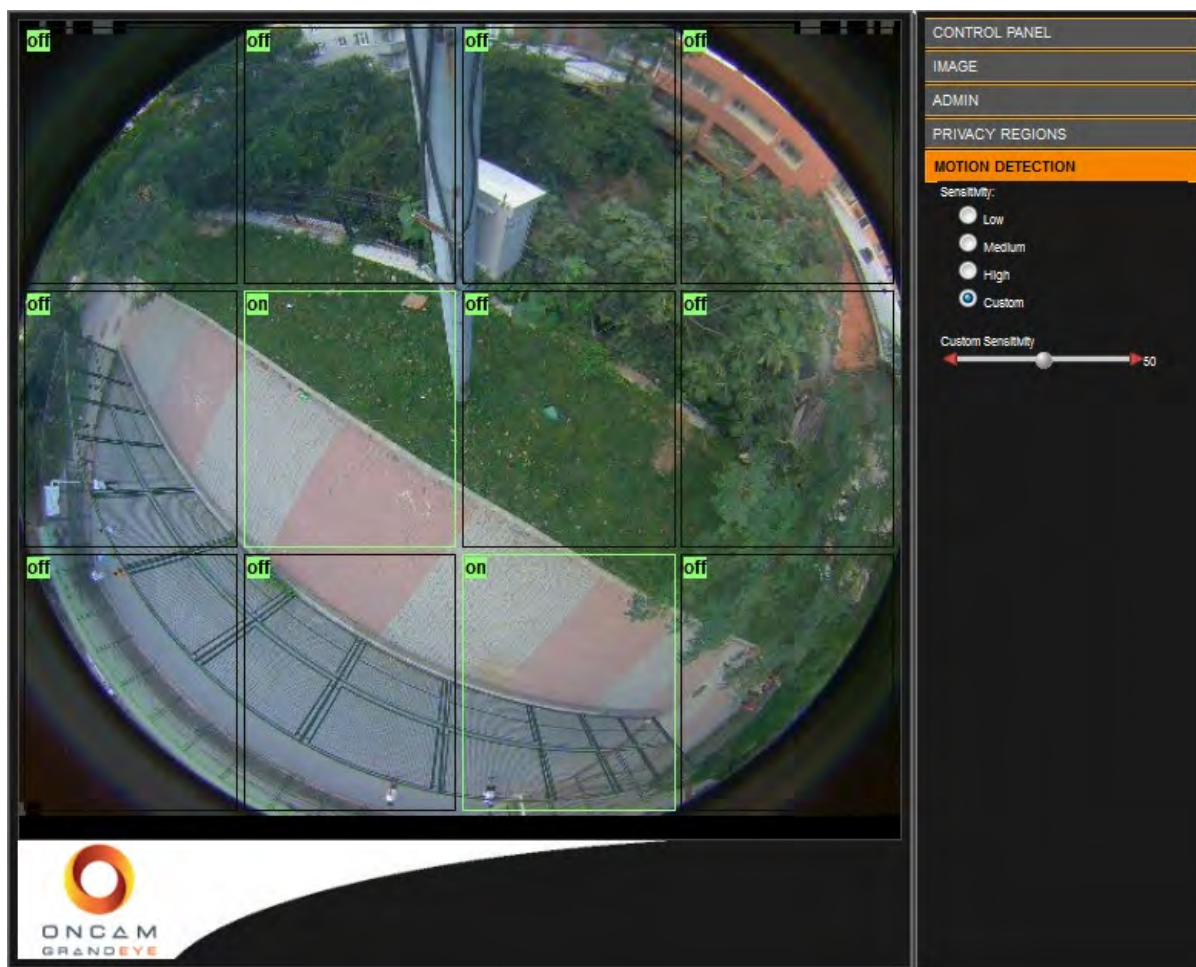 off off off off
off on off off
off off on off
CONTROL PANEL
IMAGE
ADMIN
PRIVACY REGIONS
MOTION DETECTION
Sensitivity:
Low
Medium
High
Custom
Custom Sensitivity
50
ONCAM
GRANDEYE